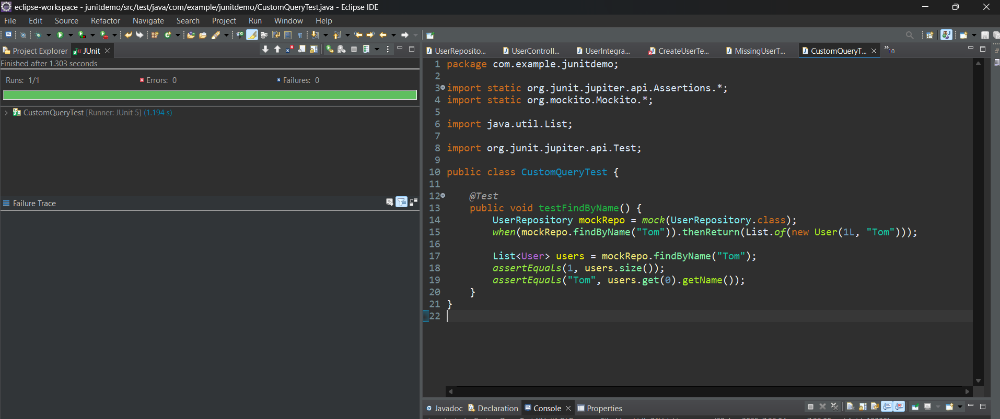 eclipse-workspace - junitdemo/src/test/java/com/example/junitdemo/CustomQueryTest.java - Eclipse IDE
File Edit Source Refactor Navigate Search Project Run Window Help
Project Explorer JUnit
Finished after 1.303 seconds
Runs: 1/1 Errors: 0 Failures: 0
CustomQueryTest [Runner: JUnit 5] (1.194 s)
Failure Trace
UserReposito... UserControll... UserIntegra... CreateUserTe... MissingUserT... CustomQueryT... »10
1 package com.example.junitdemo;
2
3 import static org.junit.jupiter.api.Assertions.*;
4 import static org.mockito.Mockito.*;
5
6 import java.util.List;
7
8 import org.junit.jupiter.api.Test;
9
10 public class CustomQueryTest {
11
12 @Test
13 public void testFindByName() {
14 UserRepository mockRepo = mock(UserRepository.class);
15 when(mockRepo.findByName("Tom")).thenReturn(List.of(new User(1L, "Tom")));
16
17 List<User> users = mockRepo.findByName("Tom");
18 assertEquals(1, users.size());
19 assertEquals("Tom", users.get(0).getName());
20 }
21 }
22
Javadoc Declaration Console Properties